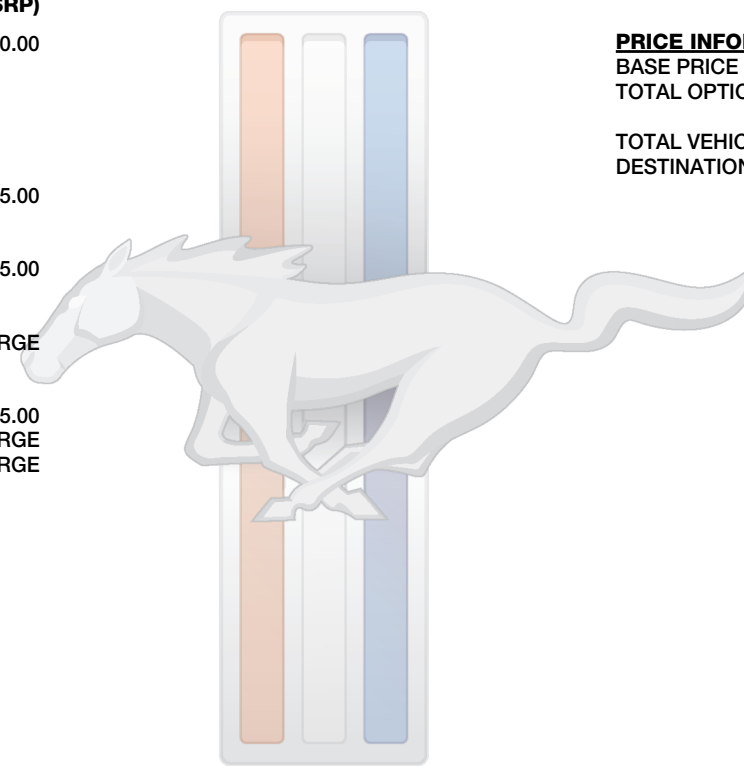 SRP)
0.00
5.00
5.00
RGE
5.00
RGE
RGE
PRICE INFO
BASE PRICE
TOTAL OPTIO
TOTAL VEHIC
DESTINATION